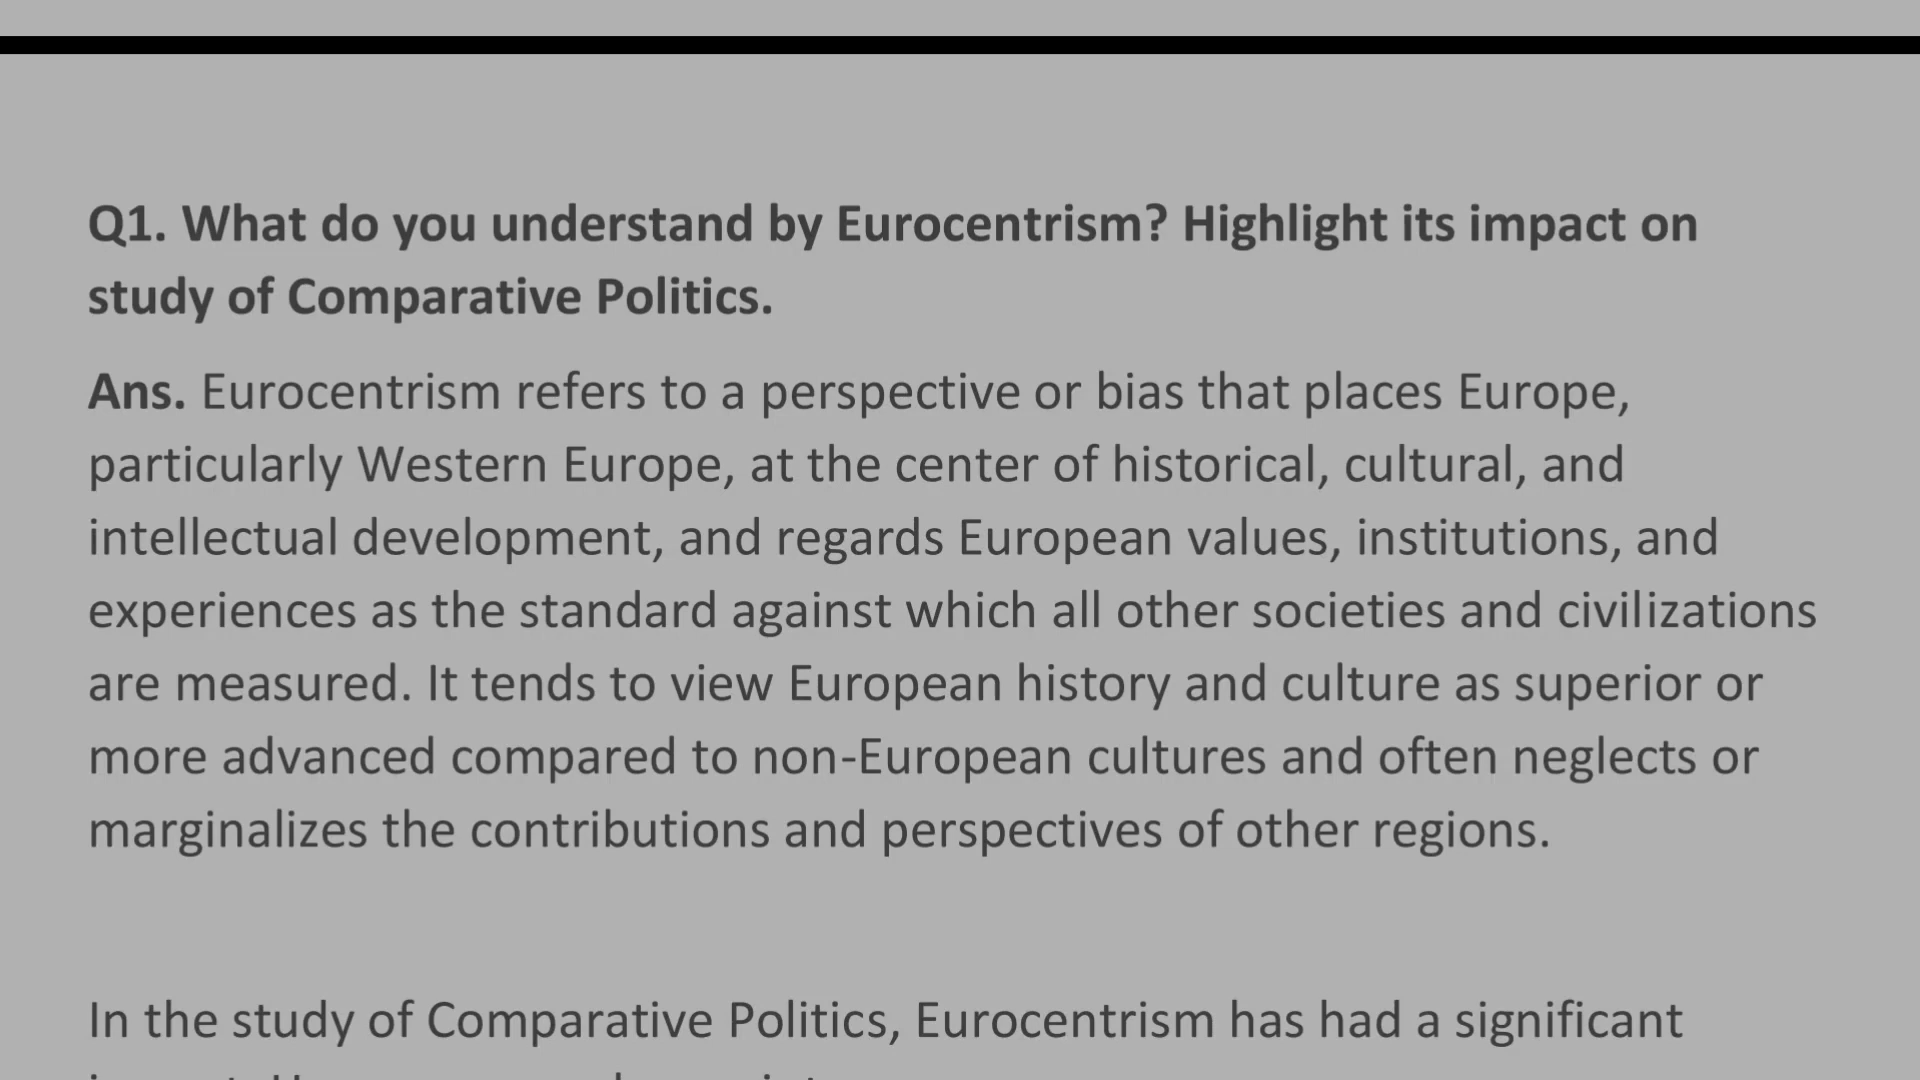 Q1. What do you understand by Eurocentrism? Highlight its impact on
study of Comparative Politics.
Ans. Eurocentrism refers to a perspective or bias that places Europe,
particularly Western Europe, at the center of historical, cultural, and
intellectual development, and regards European values, institutions, and
experiences as the standard against which all other societies and civilizations
are measured. It tends to view European history and culture as superior or
more advanced compared to non-European cultures and often neglects or
marginalizes the contributions and perspectives of other regions.
In the study of Comparative Politics, Eurocentrism has had a significant